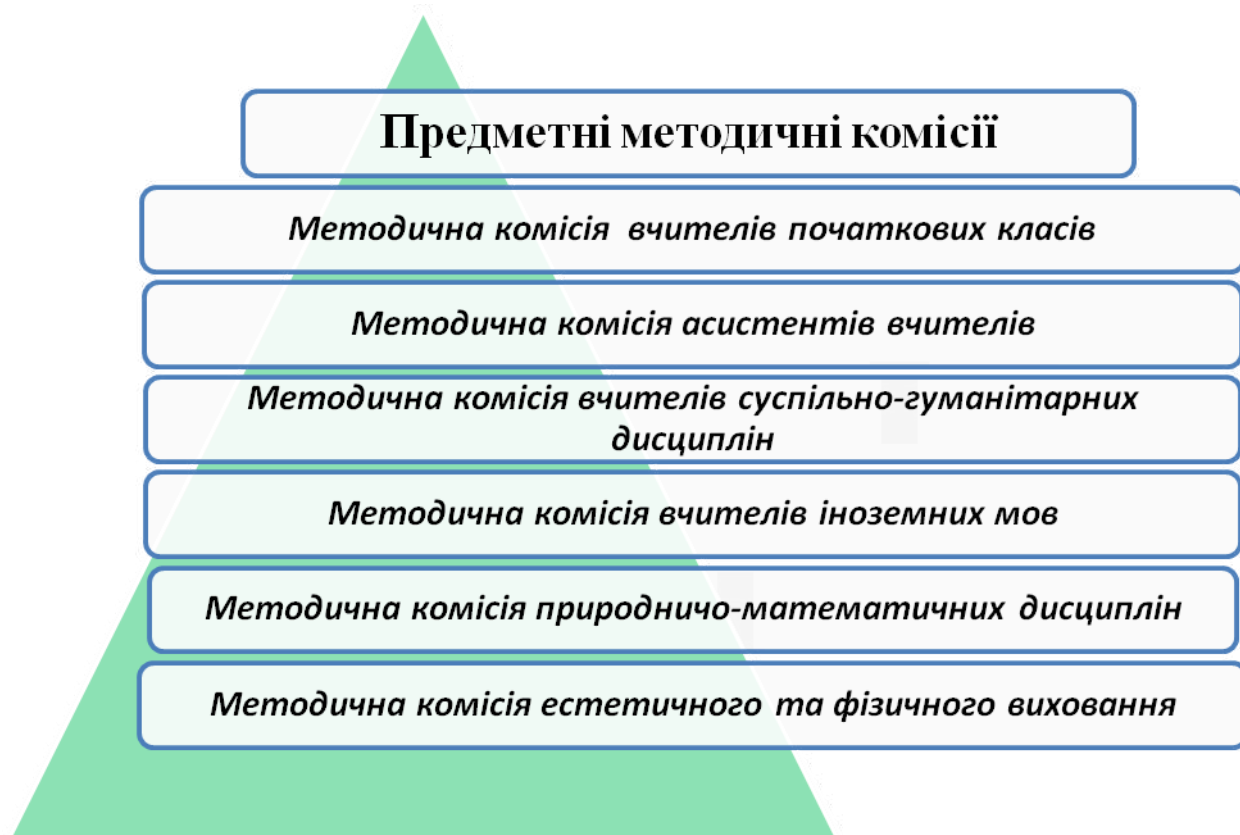 Предметні методичні комісії
Методична комісія вчителів початкових класів
Методична комісія асистентів вчителів
Методична комісія вчителів суспільно-гуманітарних
дисциплін
Методична комісія вчителів іноземних мов
Методична комісія природничо-математичних дисциплін
Методична комісія естетичного та фізичного виховання